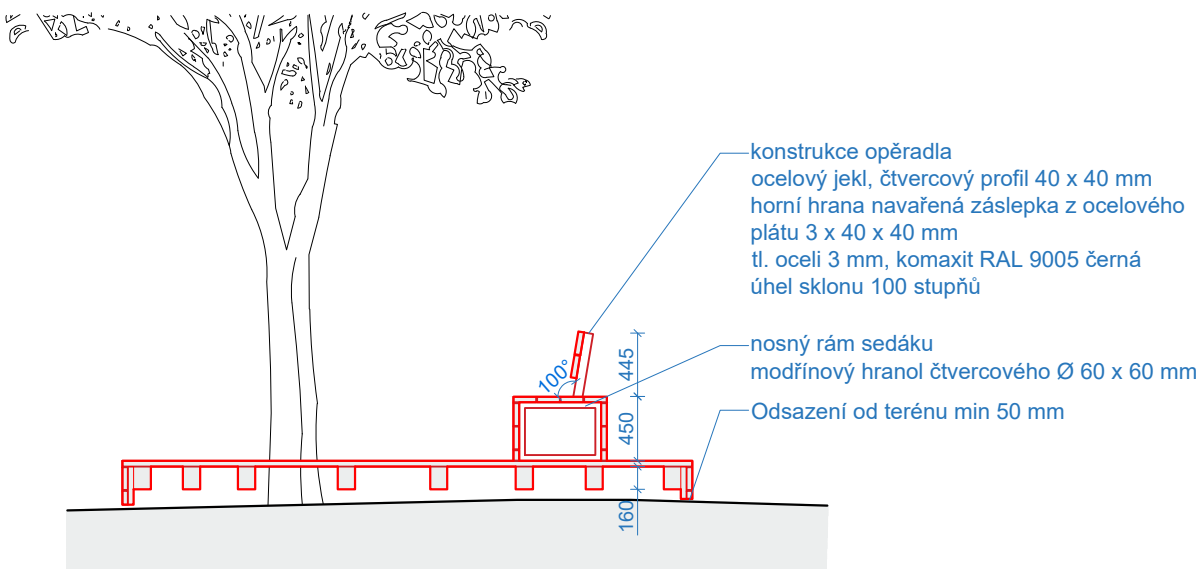 konstrukce opěradla
ocelový jekl, čtvercový profil 40 x 40 mm
horní hrana navařená záslepka z ocelového
plátu 3 x 40 x 40 mm
tl. oceli 3 mm, komaxit RAL 9005 černá
úhel sklonu 100 stupňů
nosný rám sedáku
modřínový hranol čtvercového Ø 60 x 60 mm
Odsazení od terénu min 50 mm
100°
445
450
160